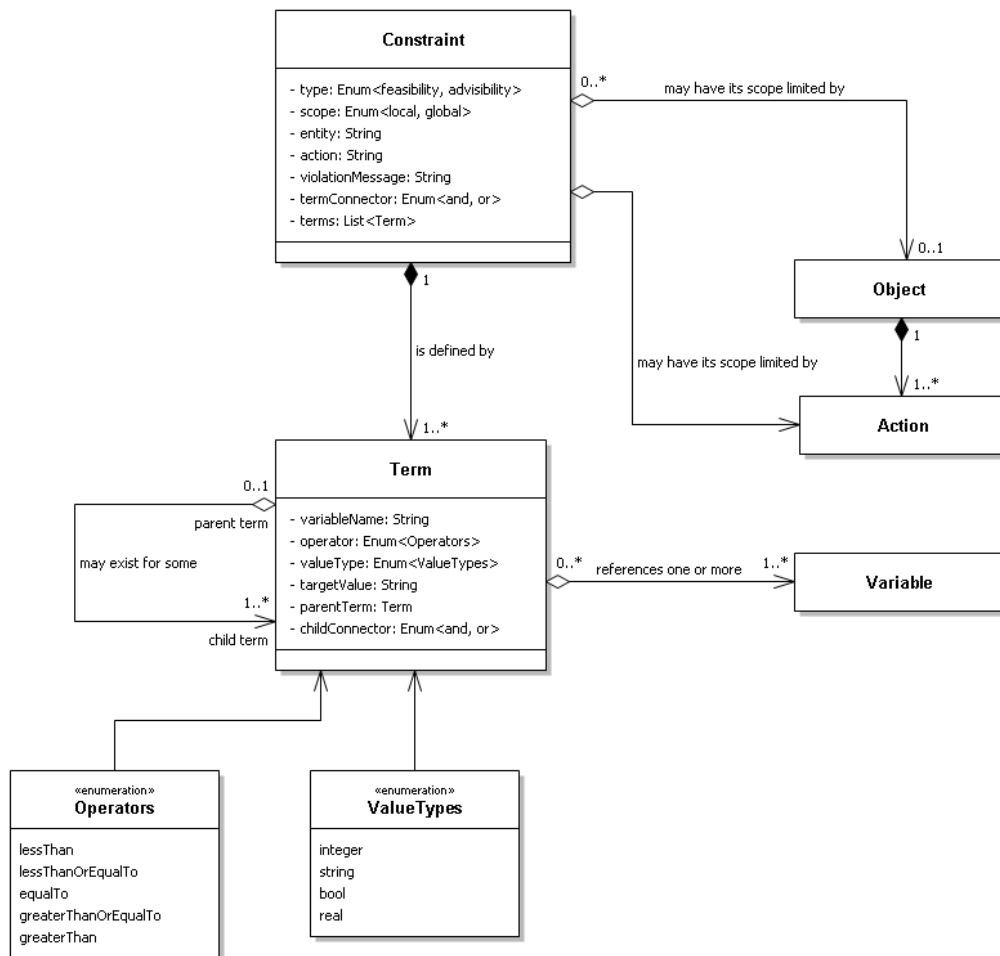 Constraint
- type: Enum<feasibility, advisibility>
- scope: Enum<local, global>
- entity: String
- action: String
- violationMessage: String
- termConnector: Enum<and, or>
- terms: List<Term>
0..*
may have its scope limited by
0..1
Object
1
1..*
Action
may have its scope limited by
1
is defined by
1..*
Term
- variableName: String
- operator: Enum<Operators>
- valueType: Enum<ValueTypes>
- targetValue: String
- parentTerm: Term
- childConnector: Enum<and, or>
0..1
parent term
may exist for some
1..*
child term
0..*
references one or more
1..*
Variable
«enumeration»
Operators
lessThan
lessThanOrEqualTo
equalTo
greaterThanOrEqualTo
greaterThan
«enumeration»
ValueTypes
integer
string
bool
real